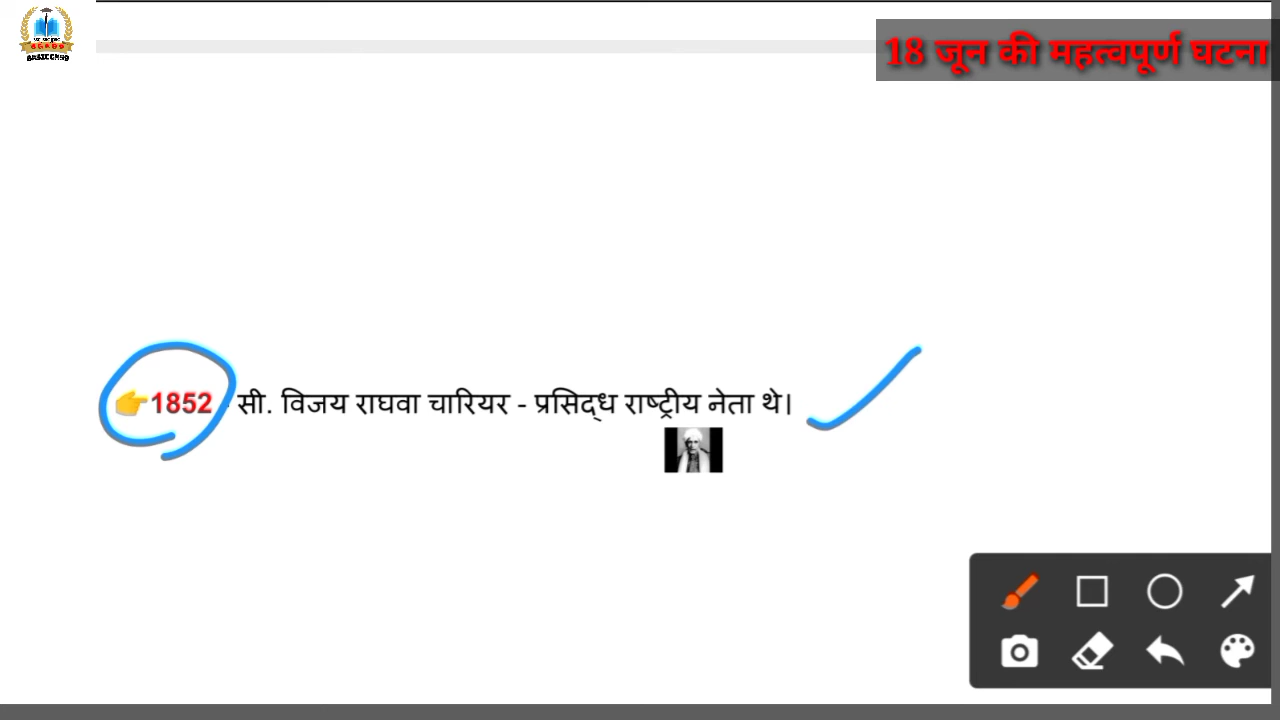 18 जून की महत्वपूर्ण घटना
👉1852 - सी. विजय राघवा चारियर - प्रसिद्ध राष्ट्रीय नेता थे।